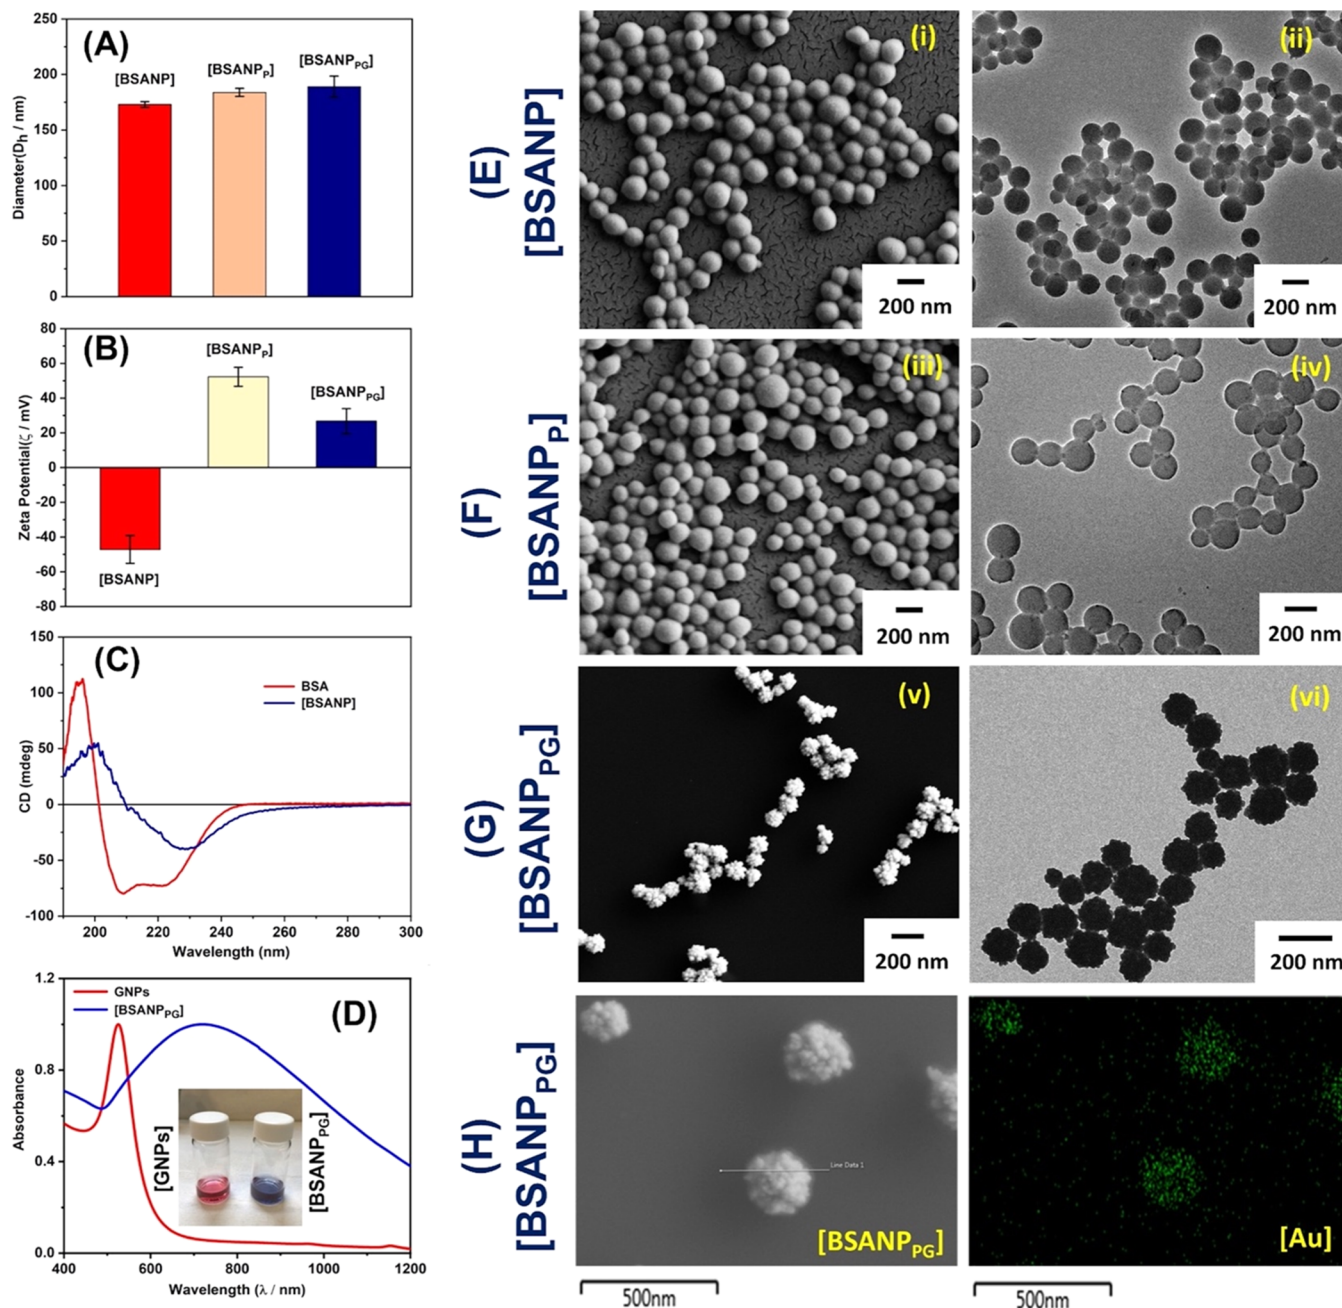 (A)
250
200
150
100
50
0
Diameter(Dh / nm)
[BSANP]
[BSANPP]
[BSANPPG]
(B)
80
60
40
20
0
-20
-40
-60
-80
Zeta Potential(ζ / mV)
[BSANPP]
[BSANPPG]
[BSANP]
(C)
150
100
50
0
-50
-100
CD (mdeg)
BSA
[BSANP]
200 220 240 260 280 300
Wavelength (nm)
(D)
1.2
0.8
0.4
0.0
Absorbance
GNPs
[BSANPPG]
[GNPs]
[BSANPPG]
400 600 800 1000 1200
Wavelength (λ / nm)
(E)
[BSANP]
(i)
200 nm
(ii)
200 nm
(F)
[BSANPP]
(iii)
200 nm
(iv)
200 nm
(G)
[BSANPPG]
(v)
200 nm
(vi)
200 nm
(H)
[BSANPPG]
Line Data 1
[BSANPPG]
500nm
[Au]
500nm